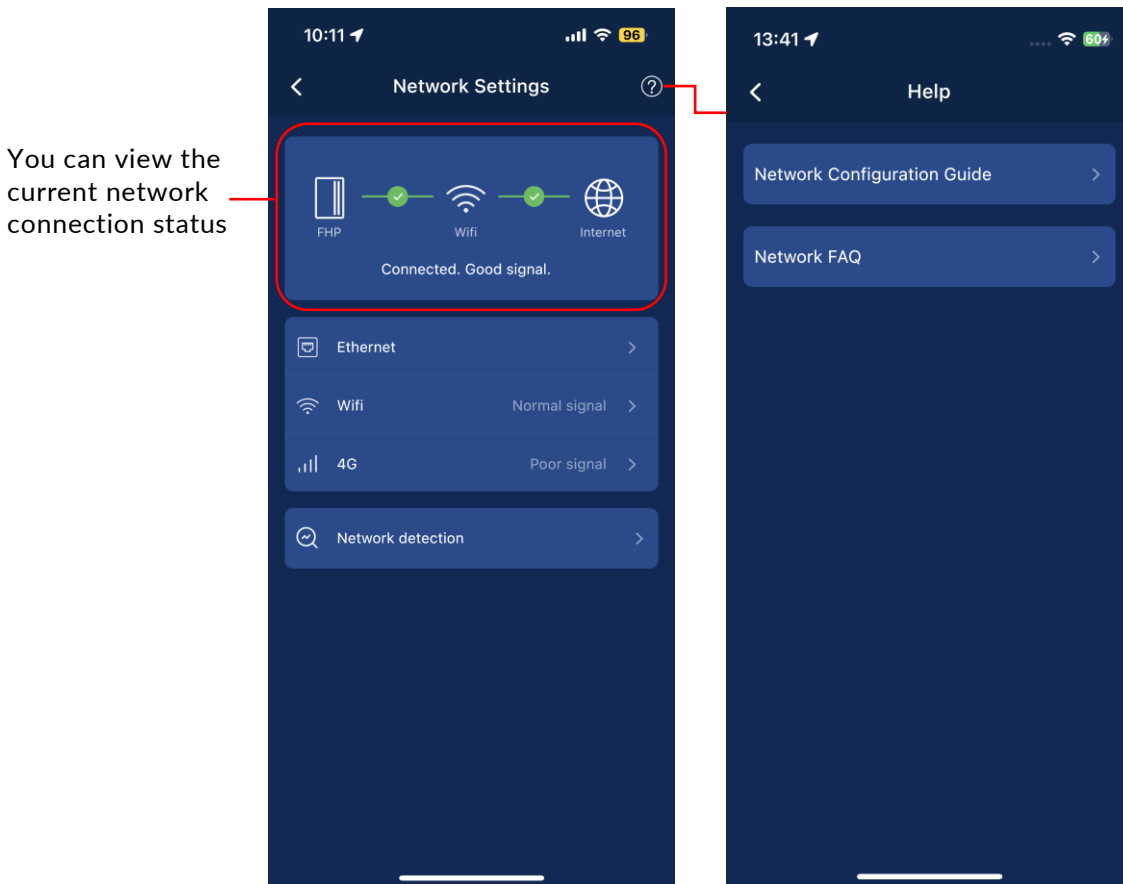 You can view the
current network
connection status
10:11
96
Network Settings
?
FHP
Wifi
Internet
Connected. Good signal.
Ethernet
Wifi
Normal signal
4G
Poor signal
Network detection
13:41
60
Help
Network Configuration Guide
Network FAQ